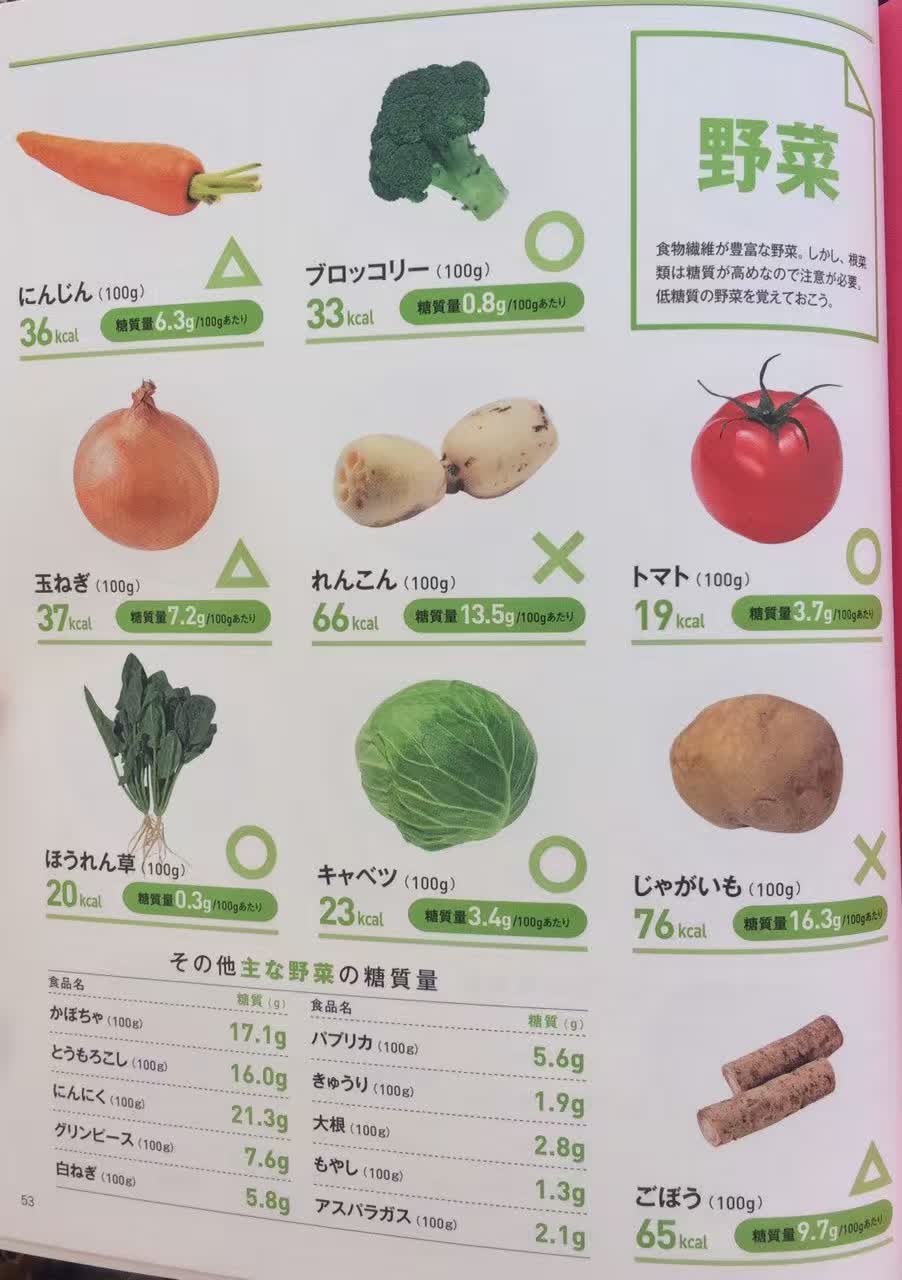 野菜
食物繊維が豊富な野菜。しかし、根菜
類は糖質が高めなので注意が必要。
低糖質の野菜を覚えておこう。
にんじん(100g)
36kcal 糖質量6.3g/100gあたり
ブロッコリー(100g)
33kcal 糖質量0.8g/100gあたり
玉ねぎ(100g)
37kcal 糖質量7.2g/100gあたり
れんこん(100g)
66kcal 糖質量13.5g/100gあたり
トマト(100g)
19kcal 糖質量3.7g/100gあたり
ほうれん草(100g)
20kcal 糖質量0.3g/100gあたり
キャベツ(100g)
23kcal 糖質量3.4g/100gあたり
じゃがいも(100g)
76kcal 糖質量16.3g/100gあたり
ごぼう(100g)
65kcal 糖質量9.7g/100gあたり
その他主な野菜の糖質量
食品名 糖質(g)
かぼちゃ(100g) 17.1g
とうもろこし(100g) 16.0g
にんにく(100g) 21.3g
グリンピース(100g) 7.6g
白ねぎ(100g) 5.8g
食品名 糖質(g)
パプリカ(100g) 5.6g
きゅうり(100g) 1.9g
大根(100g) 2.8g
もやし(100g) 1.3g
アスパラガス(100g) 2.1g
53